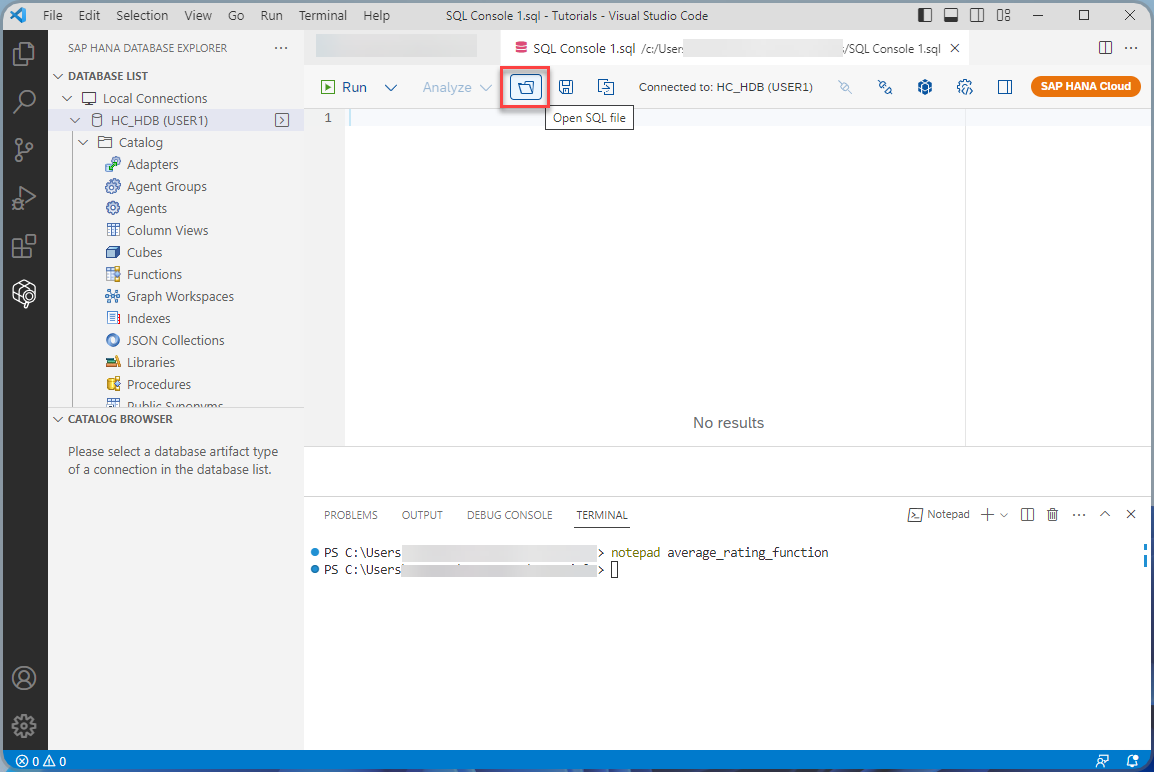 File Edit Selection View Go Run Terminal Help SQL Console 1.sql - Tutorials - Visual Studio Code
SAP HANA DATABASE EXPLORER ···
DATABASE LIST
Local Connections
HC_HDB (USER1)
Catalog
Adapters
Agent Groups
Agents
Column Views
Cubes
Functions
Graph Workspaces
Indexes
JSON Collections
Libraries
Procedures
Public Synonyms
CATALOG BROWSER
Please select a database artifact type
of a connection in the database list.
SQL Console 1.sql /c:/Users /SQL Console 1.sql
Run Analyze Connected to: HC_HDB (USER1) SAP HANA Cloud
Open SQL file
1
No results
PROBLEMS OUTPUT DEBUG CONSOLE TERMINAL Notepad
PS C:\Users > notepad average_rating_function
PS C:\Users >
0 0